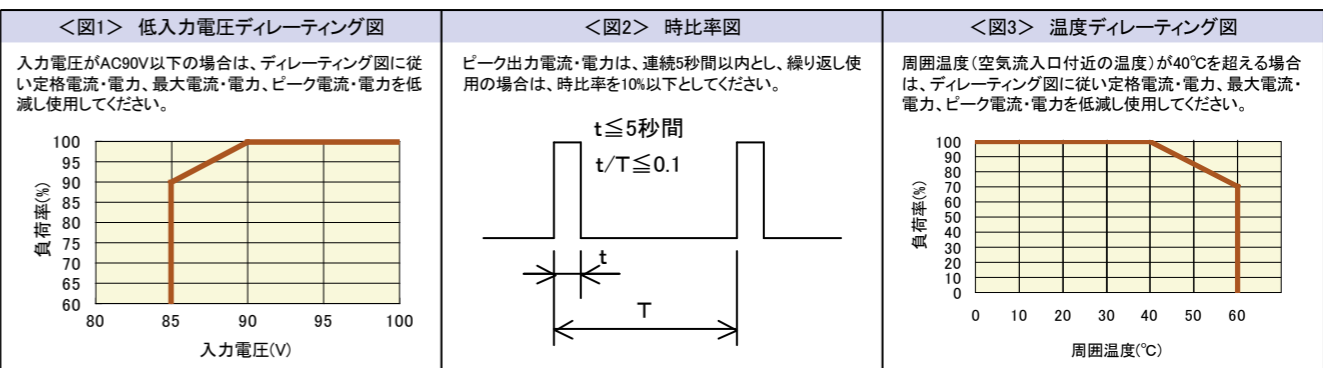 ＜図1＞ 低入力電圧ディレーティング図
入力電圧がAC90V以下の場合は、ディレーティング図に従
い定格電流・電力、最大電流・電力、ピーク電流・電力を低
減し使用してください。
100
95
90
85
80
75
70
65
60
負荷率(%)
80 85 90 95 100
入力電圧(V)
＜図2＞ 時比率図
ピーク出力電流・電力は、連続5秒間以内とし、繰り返し使
用の場合は、時比率を10%以下としてください。
t≦5秒間
t/T≦0.1
t
T
＜図3＞ 温度ディレーティング図
周囲温度(空気流入口付近の温度)が40℃を超える場合
は、ディレーティング図に従い定格電流・電力、最大電流・
電力、ピーク電流・電力を低減し使用してください。
100
90
80
70
60
50
40
30
20
10
0
負荷率(%)
0 10 20 30 40 50 60
周囲温度(℃)